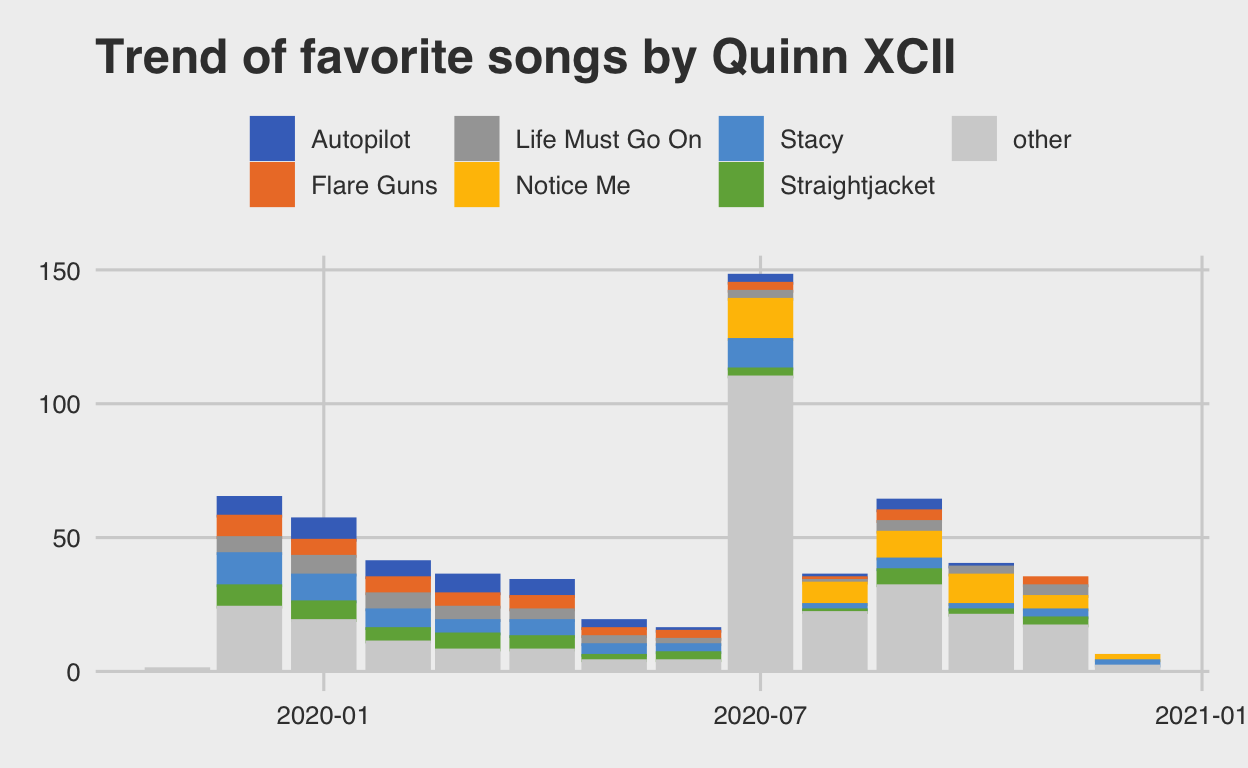 Trend of favorite songs by Quinn XCII
Autopilot Life Must Go On Stacy other
Flare Guns Notice Me Straightjacket
150
100
50
0
2020-01 2020-07 2021-01